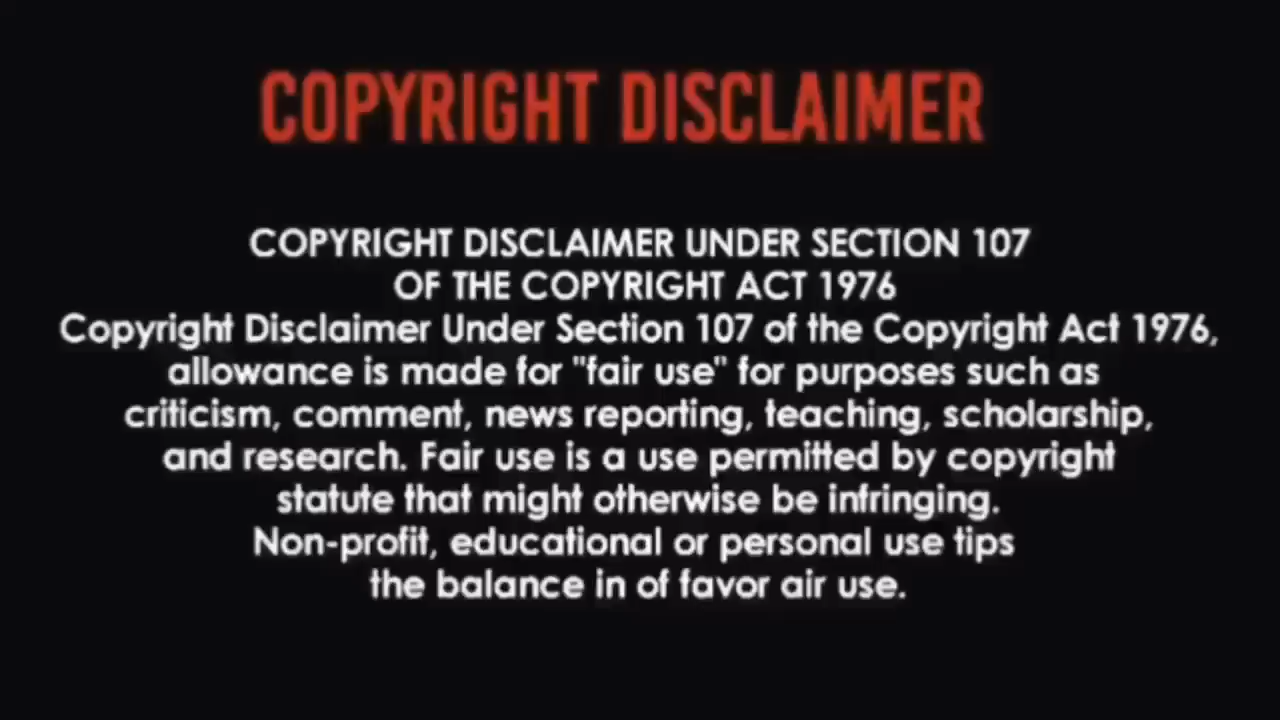 COPYRIGHT DISCLAIMER
COPYRIGHT DISCLAIMER UNDER SECTION 107
OF THE COPYRIGHT ACT 1976
Copyright Disclaimer Under Section 107 of the Copyright Act 1976,
allowance is made for "fair use" for purposes such as
criticism, comment, news reporting, teaching, scholarship,
and research. Fair use is a use permitted by copyright
statute that might otherwise be infringing.
Non-profit, educational or personal use tips
the balance in of favor air use.